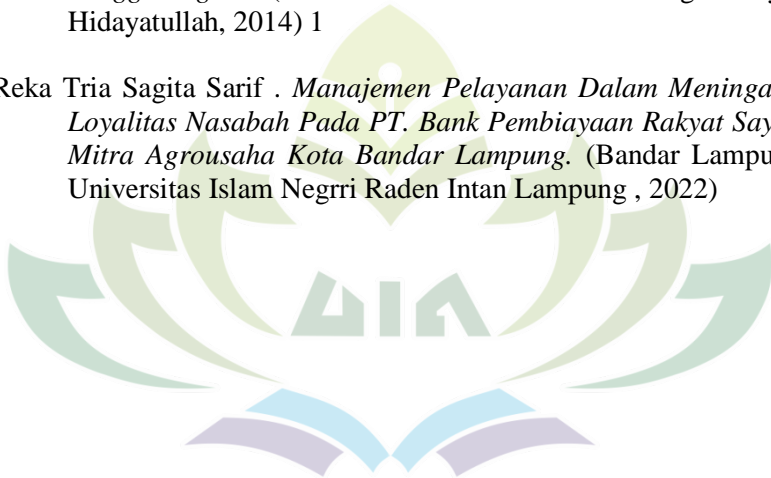 Hidayatullah, 2014) 1
Reka Tria Sagita Sarif . Manajemen Pelayanan Dalam Meninga
Loyalitas Nasabah Pada PT. Bank Pembiayaan Rakyat Say
Mitra Agrousaha Kota Bandar Lampung. (Bandar Lampu
Universitas Islam Negrri Raden Intan Lampung , 2022)
UIN